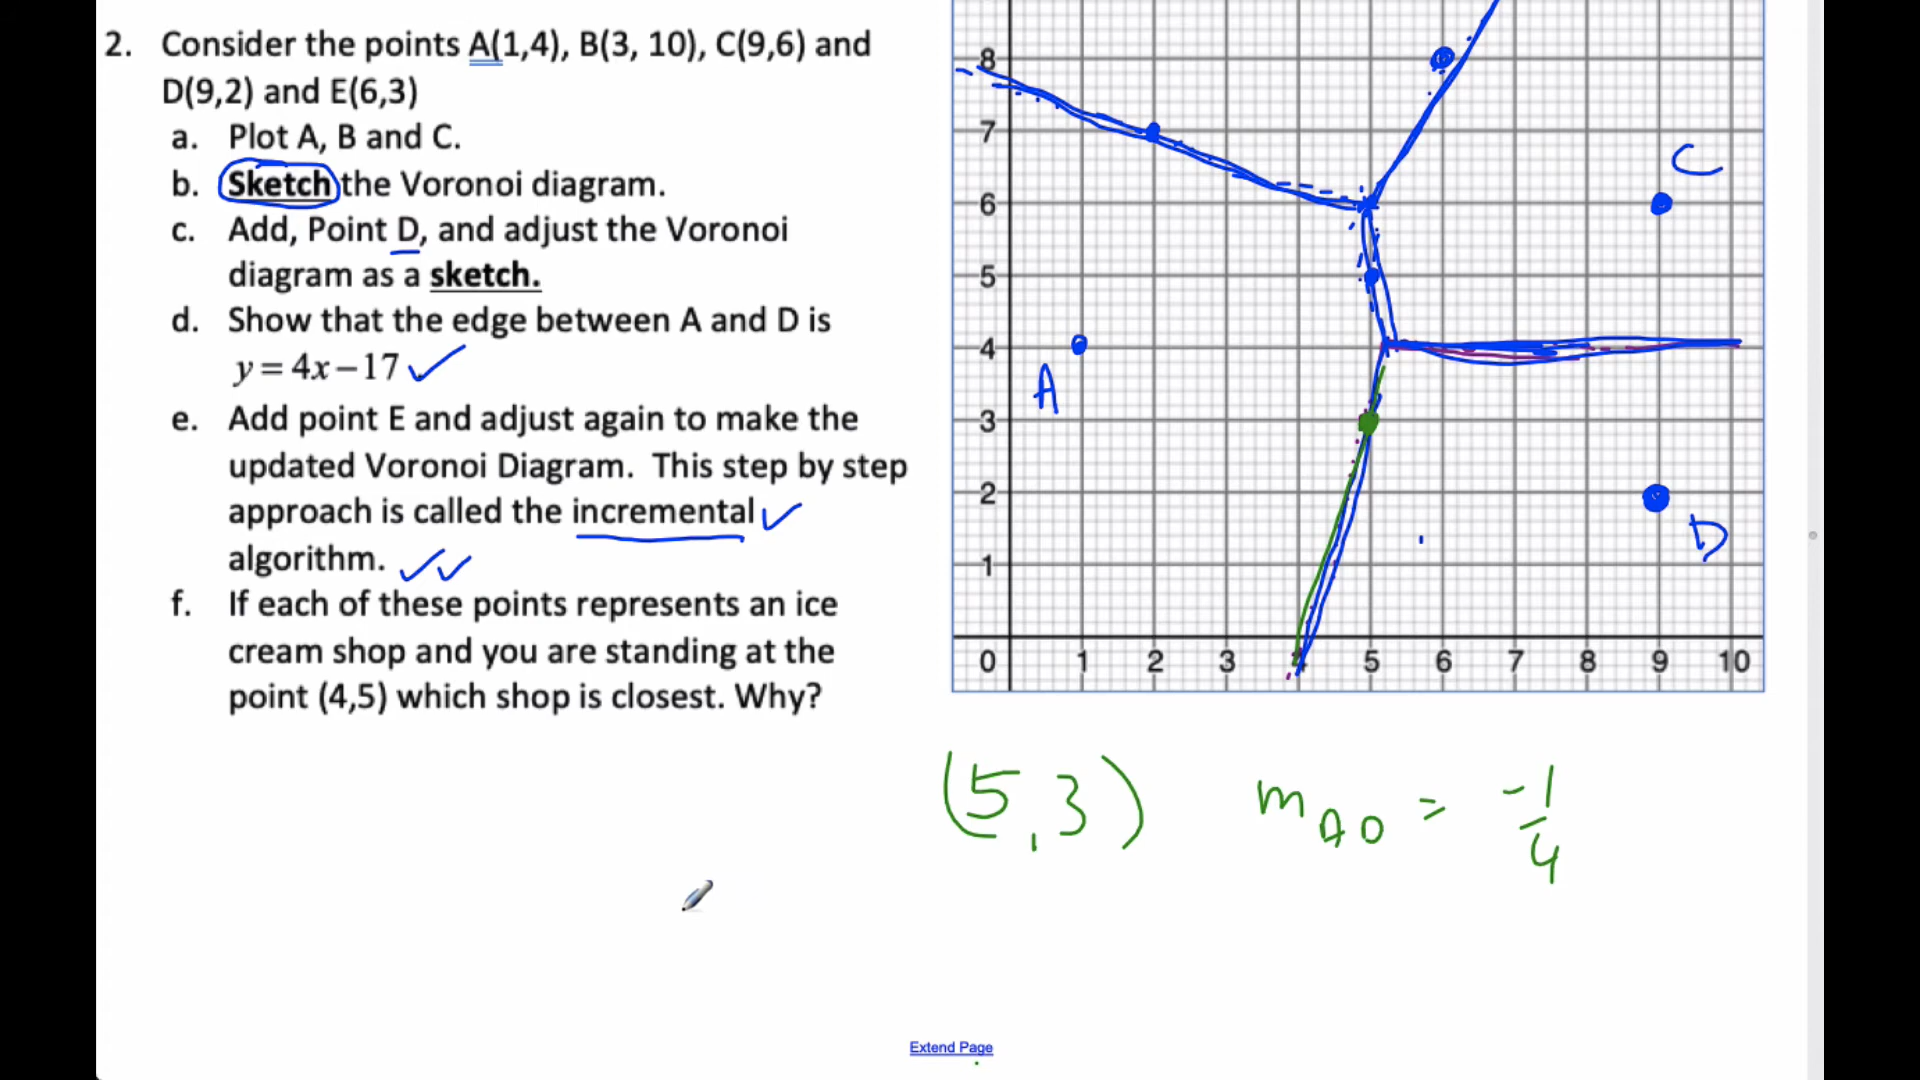 2. Consider the points A(1,4), B(3, 10), C(9,6) and
D(9,2) and E(6,3)
a. Plot A, B and C.
b. Sketch the Voronoi diagram.
c. Add, Point D, and adjust the Voronoi
diagram as a sketch.
d. Show that the edge between A and D is
y = 4x – 17
e. Add point E and adjust again to make the
updated Voronoi Diagram. This step by step
approach is called the incremental
algorithm.
f. If each of these points represents an ice
cream shop and you are standing at the
point (4,5) which shop is closest. Why?
8
7
C
6
5
4
A
3
2
D
1
0 1 2 3 4 5 6 7 8 9 10
(5,3) m AD = -1/4
Extend Page